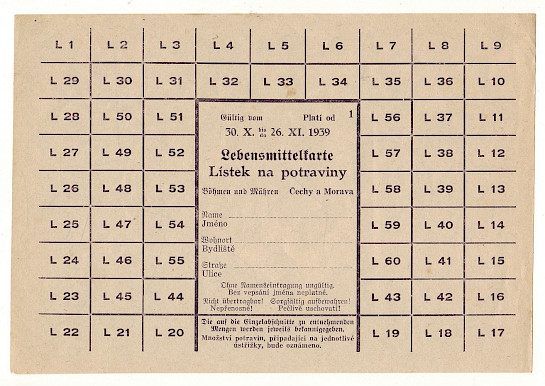 L 1 L 2 L 3 L 4 L 5 L 6 L 7 L 8 L 9
L 29 L 30 L 31 L 32 L 33 L 34 L 35 L 36 L 10
L 28 L 50 L 51 L 56 L 37 L 11
L 27 L 49 L 52 L 57 L 38 L 12
L 26 L 48 L 53 L 58 L 39 L 13
L 25 L 47 L 54 L 59 L 40 L 14
L 24 L 46 L 55 L 60 L 41 L 15
L 23 L 45 L 44 L 43 L 42 L 16
L 22 L 21 L 20 L 19 L 18 L 17
Gültig vom Platí od 1
30. X. bis do 26. XI. 1939
Lebensmittelkarte
Lístek na potraviny
Böhmen und Mähren Čechy a Morava
Name
Jméno
Wohnort
Bydliště
Straße
Ulice
Ohne Namenseintragung ungültig.
Bez vepsání jména neplatné.
Nicht übertragbar! Sorgfältig aufbewahren!
Nepřenosné! Pečlivě uschovati!
Die auf die Einzelabschnitte zu entnehmenden
Mengen werden jeweils bekanntgegeben.
Množství potravin, připadající na jednotlivé
ústřižky, bude oznámeno.